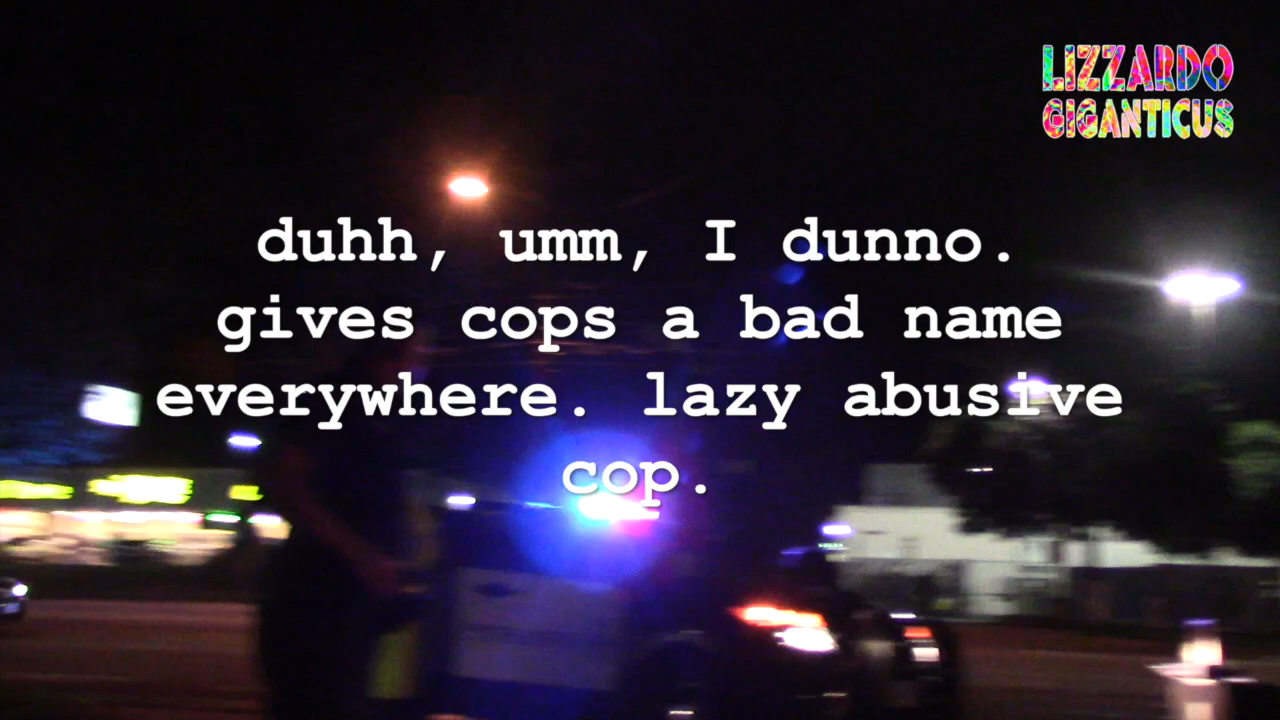 LIZZARDO
GIGANTICUS
duhh, umm, I dunno.
gives cops a bad name
everywhere. lazy abusive
cop.